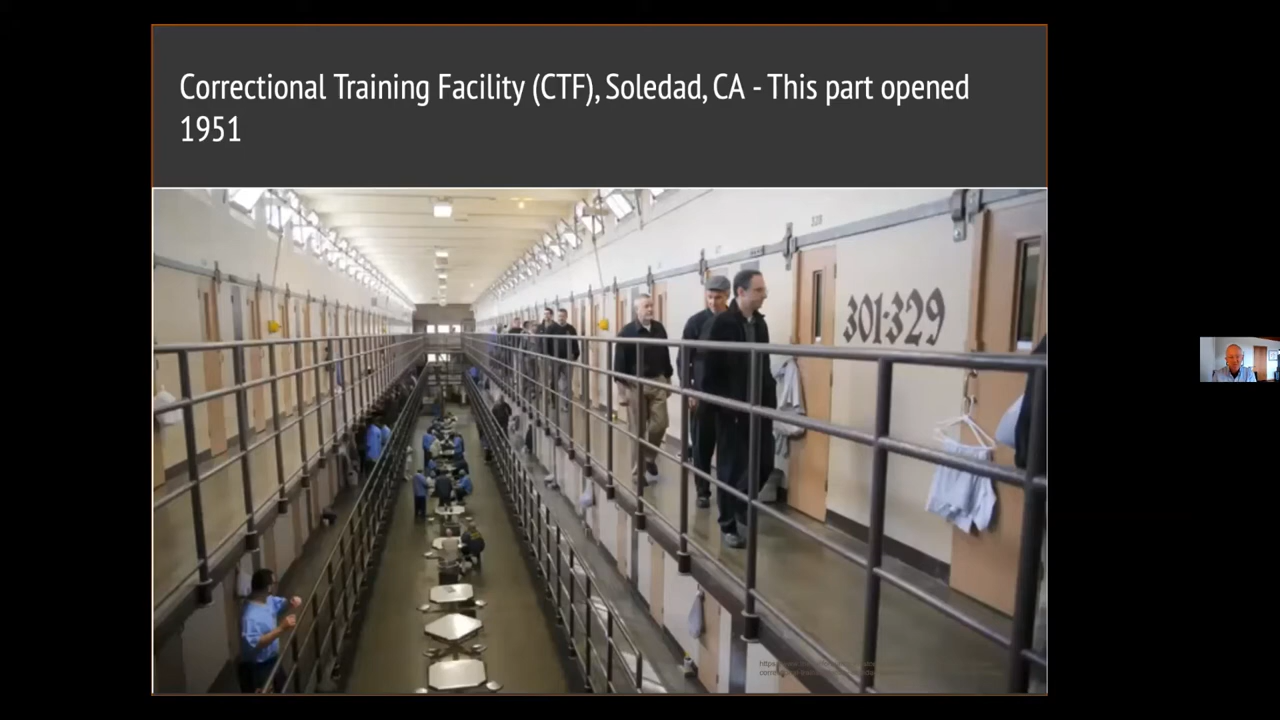 Correctional Training Facility (CTF), Soledad, CA - This part opened
1951
301-329